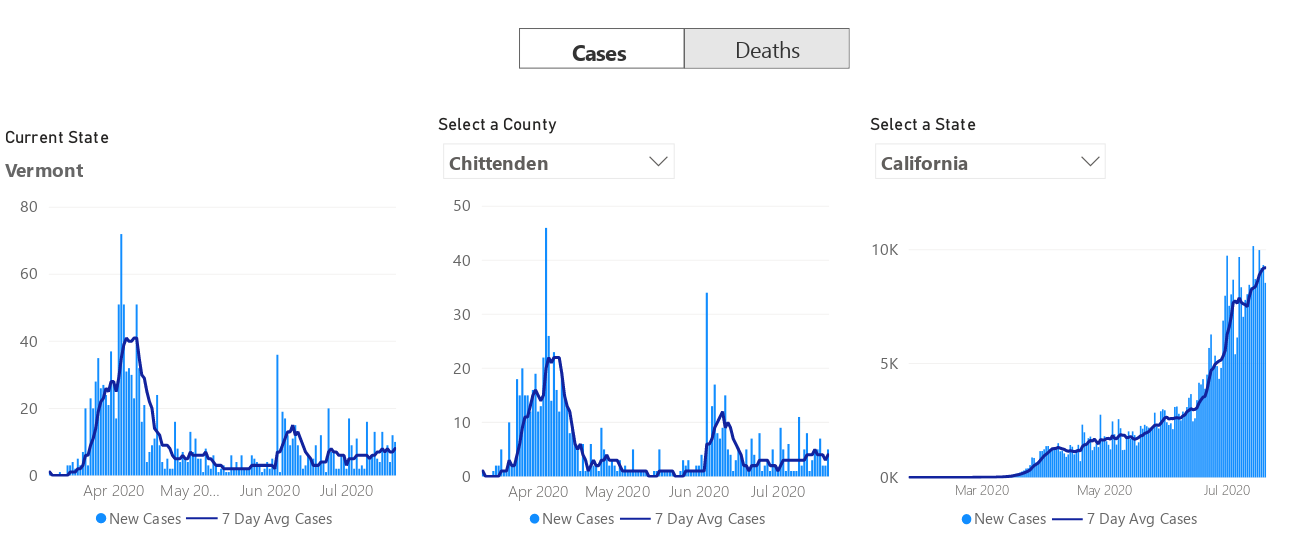 Cases Deaths
Current State
Vermont
80
60
40
20
0
Apr 2020 May 20... Jun 2020 Jul 2020
New Cases 7 Day Avg Cases
Select a County
Chittenden
50
40
30
20
10
0
Apr 2020 May 2020 Jun 2020 Jul 2020
New Cases 7 Day Avg Cases
Select a State
California
10K
5K
0K
Mar 2020 May 2020 Jul 2020
New Cases 7 Day Avg Cases